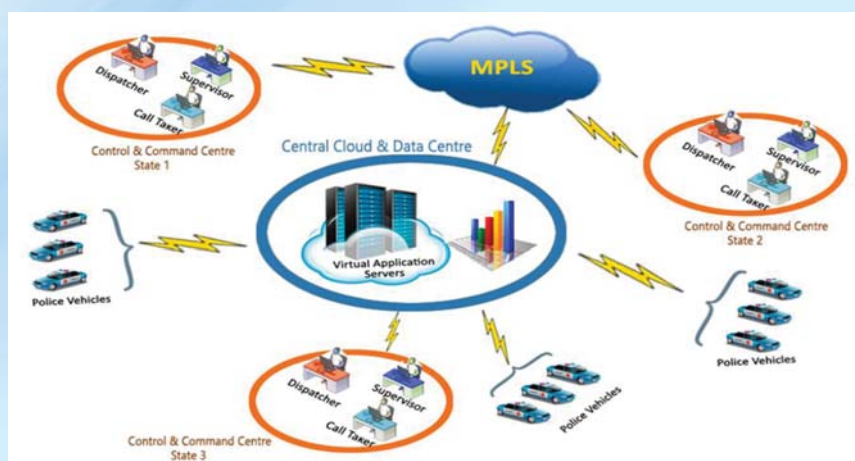 MPLS
Dispatcher
Supervisor
Call Taker
Control & Command Centre
State 1
Central Cloud & Data Centre
Dispatcher
Supervisor
Call Taker
Control & Command Centre
State 2
Virtual Application
Servers
Police Vehicles
Police Vehicles
Dispatcher
Supervisor
Call Taker
Police Vehicles
Control & Command Centre
State 3